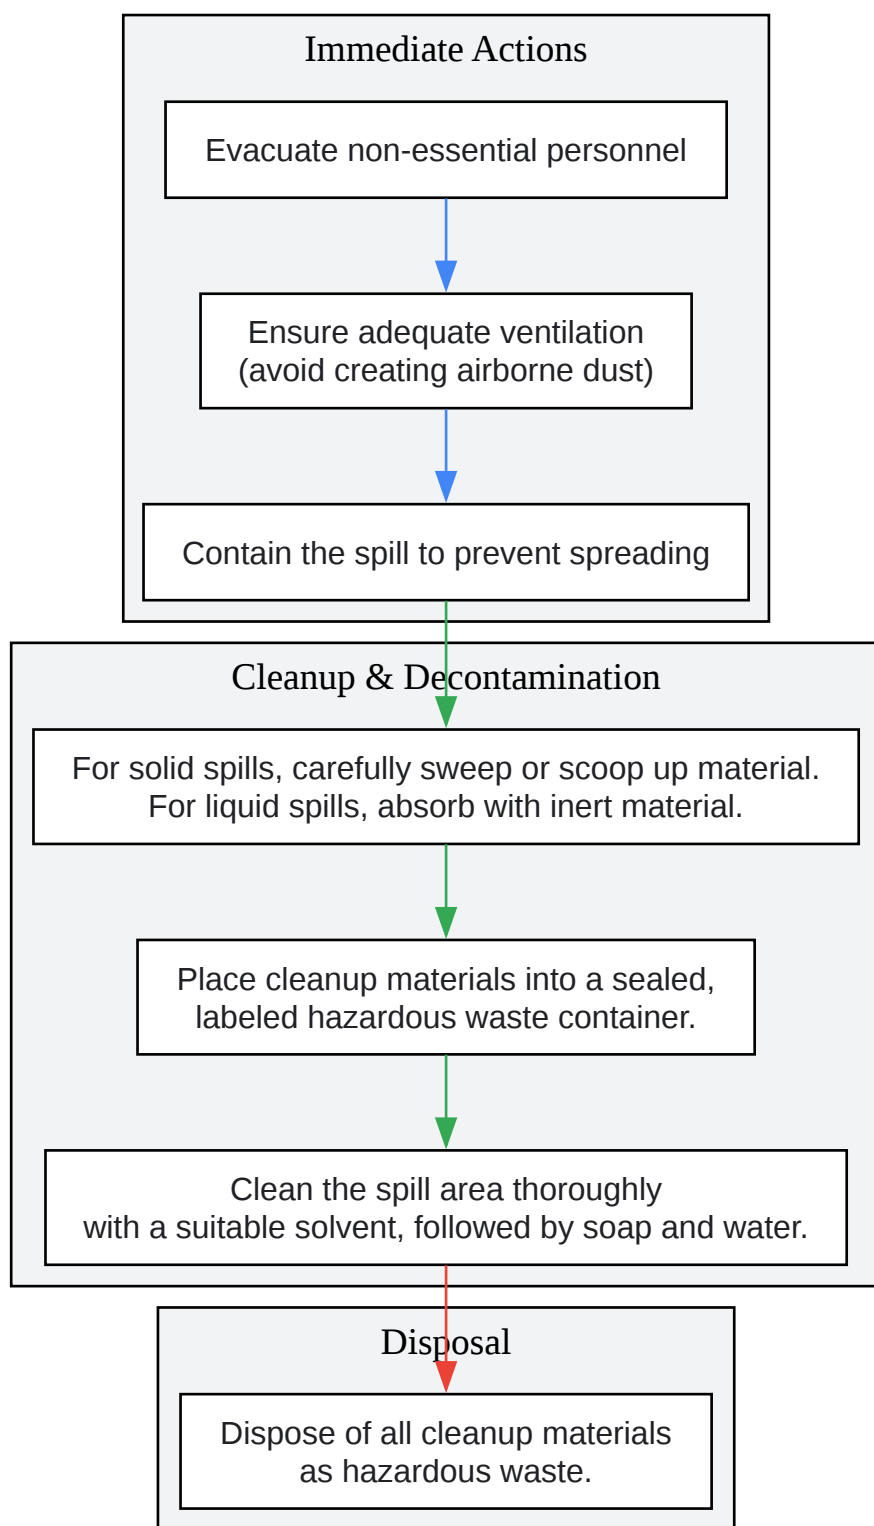 Immediate Actions
Evacuate non-essential personnel
Ensure adequate ventilation
(avoid creating airborne dust)
Contain the spill to prevent spreading
Cleanup & Decontamination
For solid spills, carefully sweep or scoop up material.
For liquid spills, absorb with inert material.
Place cleanup materials into a sealed,
labeled hazardous waste container.
Clean the spill area thoroughly
with a suitable solvent, followed by soap and water.
Disposal
Dispose of all cleanup materials
as hazardous waste.